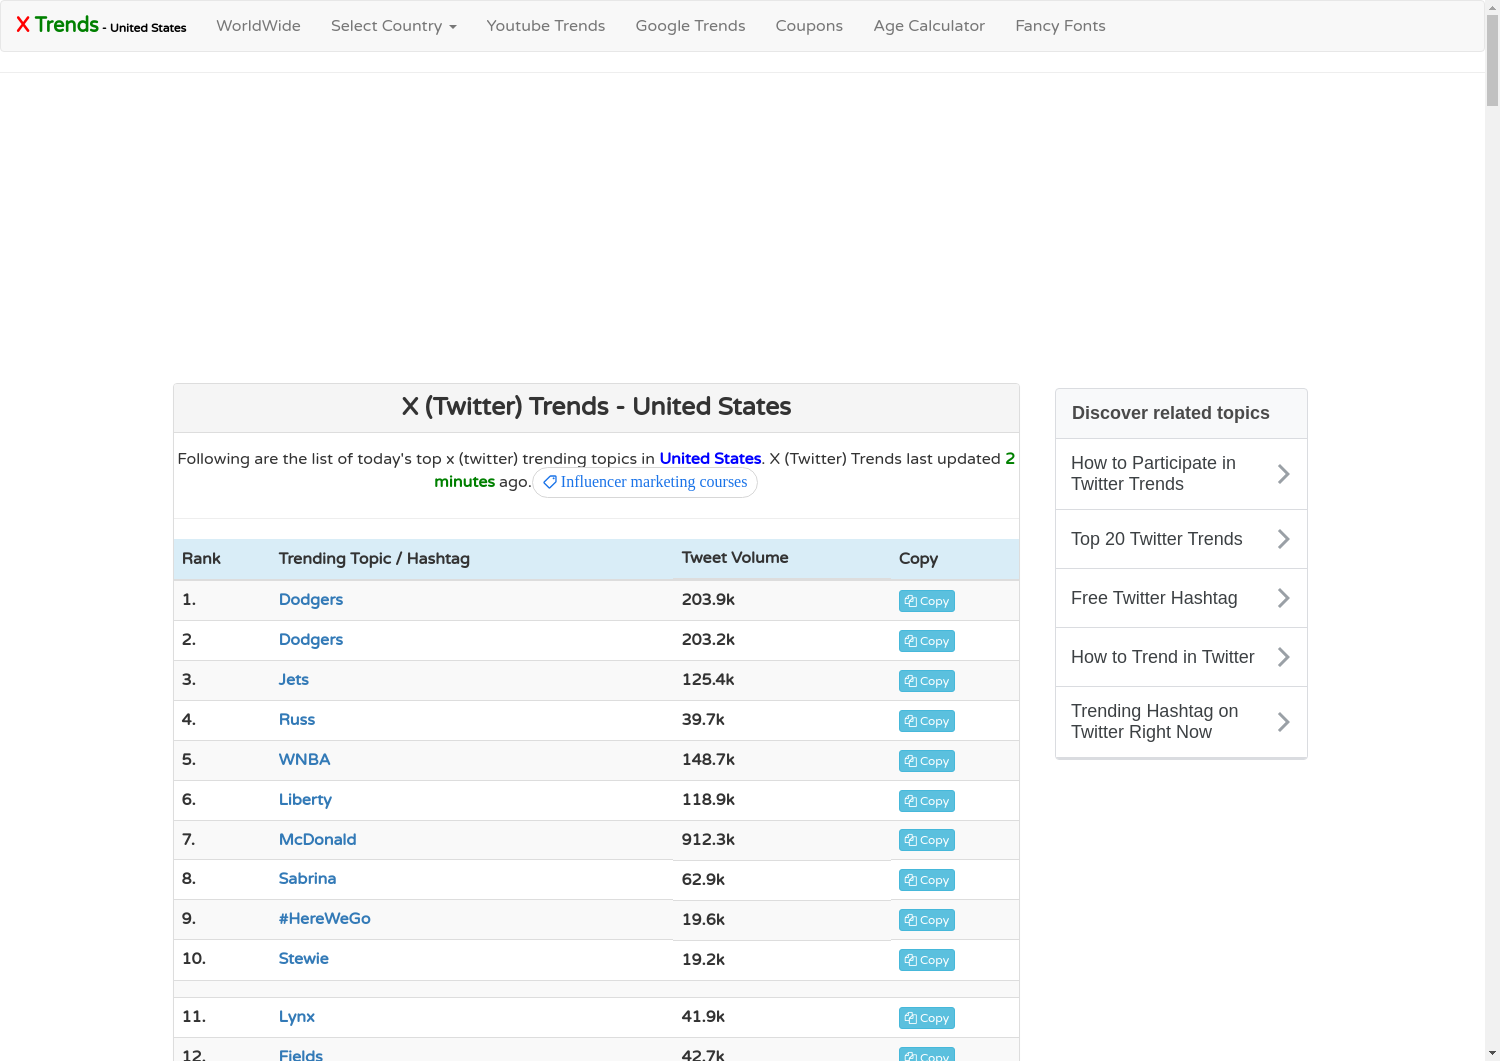 X Trends - United States WorldWide Select Country Youtube Trends Google Trends Coupons Age Calculator Fancy Fonts
X (Twitter) Trends - United States
Following are the list of today's top x (twitter) trending topics in United States. X (Twitter) Trends last updated 2
minutes ago. Influencer marketing courses
Rank Trending Topic / Hashtag Tweet Volume Copy
1. Dodgers 203.9k Copy
2. Dodgers 203.2k Copy
3. Jets 125.4k Copy
4. Russ 39.7k Copy
5. WNBA 148.7k Copy
6. Liberty 118.9k Copy
7. McDonald 912.3k Copy
8. Sabrina 62.9k Copy
9. #HereWeGo 19.6k Copy
10. Stewie 19.2k Copy
11. Lynx 41.9k Copy
12. Fields 42.7k Copy
Discover related topics
How to Participate in
Twitter Trends
Top 20 Twitter Trends
Free Twitter Hashtag
How to Trend in Twitter
Trending Hashtag on
Twitter Right Now